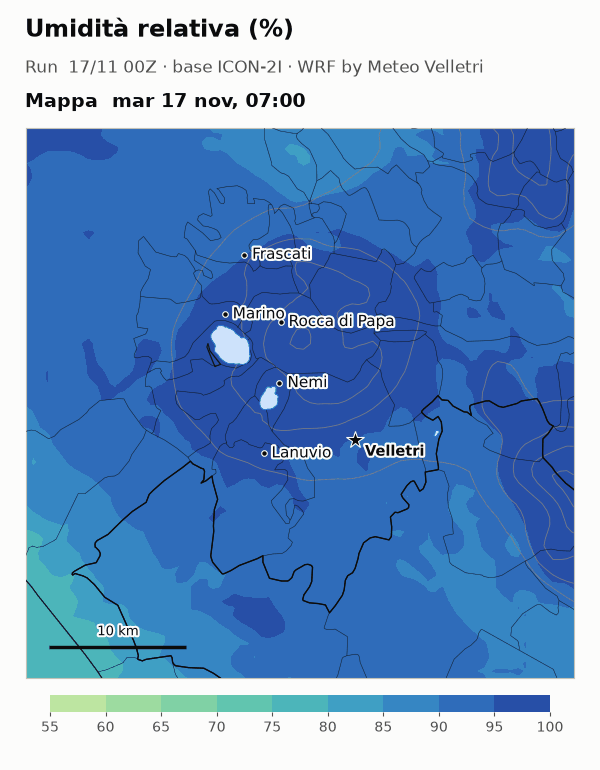 Umidità relativa (%)
Run  17/11 00Z · base ICON-2I · WRF by Meteo Velletri
Mappa  mar 17 nov, 07:00
Frascati
Marino
Rocca di Papa
Nemi
Velletri
Lanuvio
10 km
55 60 65 70 75 80 85 90 95 100